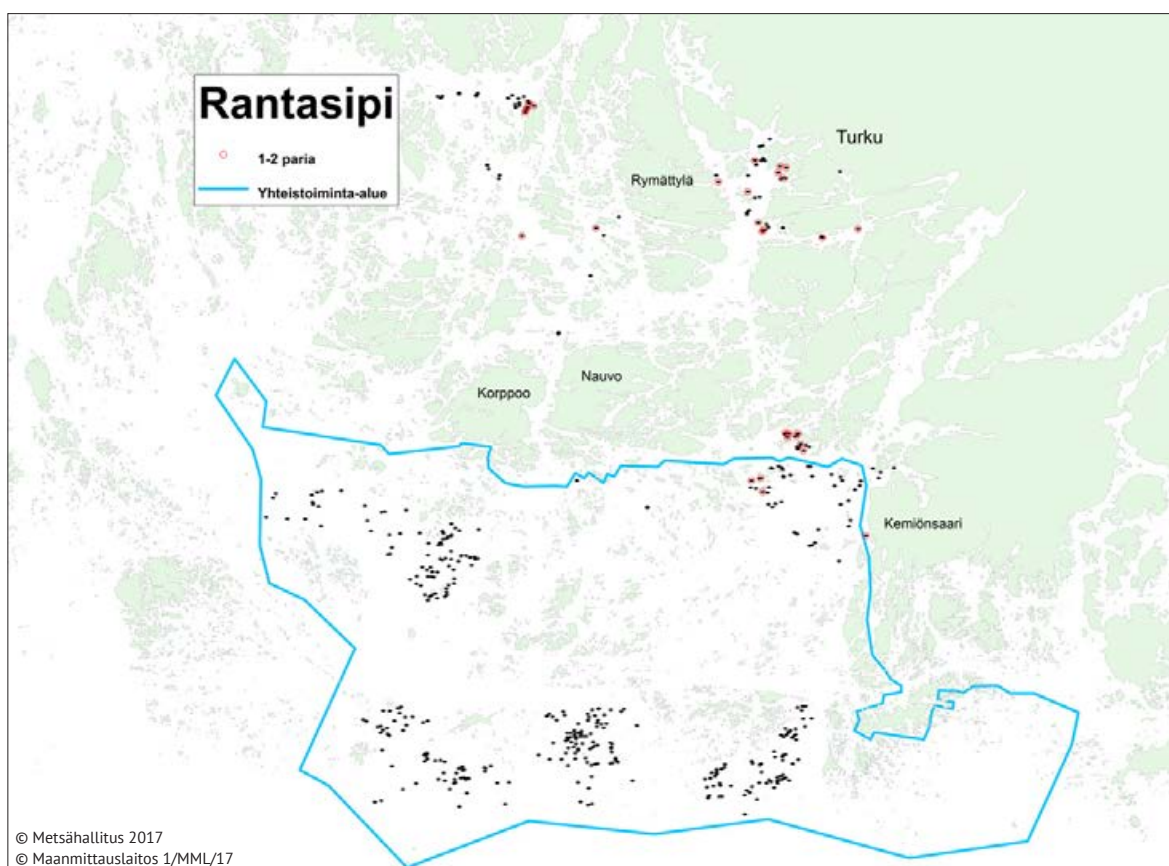 Rantasipi
1-2 paria
Yhteistoiminta-alue
Turku
Rymättylä
Nauvo
Korppoo
Kemiönsaari
© Metsähallitus 2017
© Maanmittauslaitos 1/MML/17